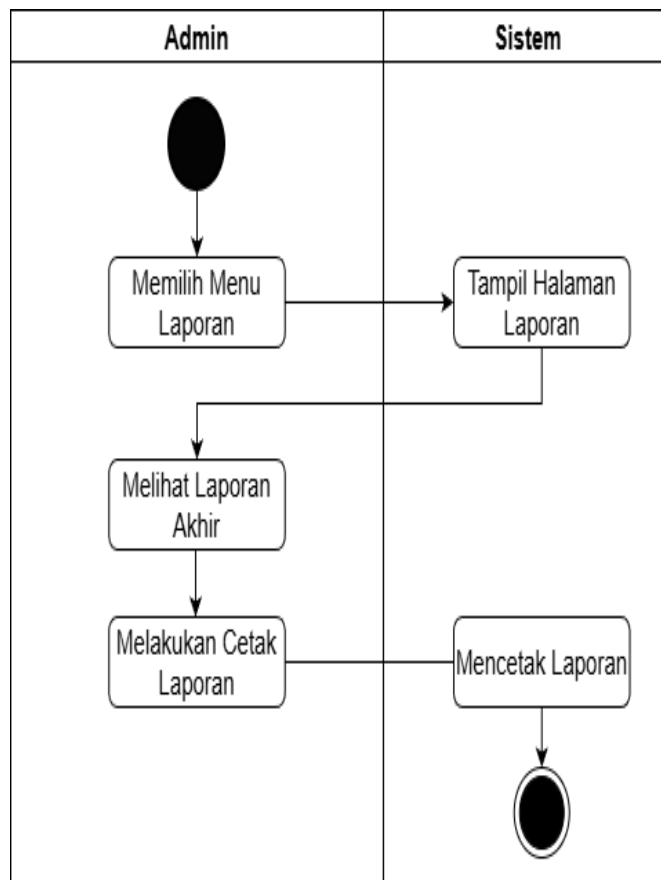 Admin
Sistem
Memilih Menu
Laporan
Tampil Halaman
Laporan
Melihat Laporan
Akhir
Melakukan Cetak
Laporan
Mencetak Laporan